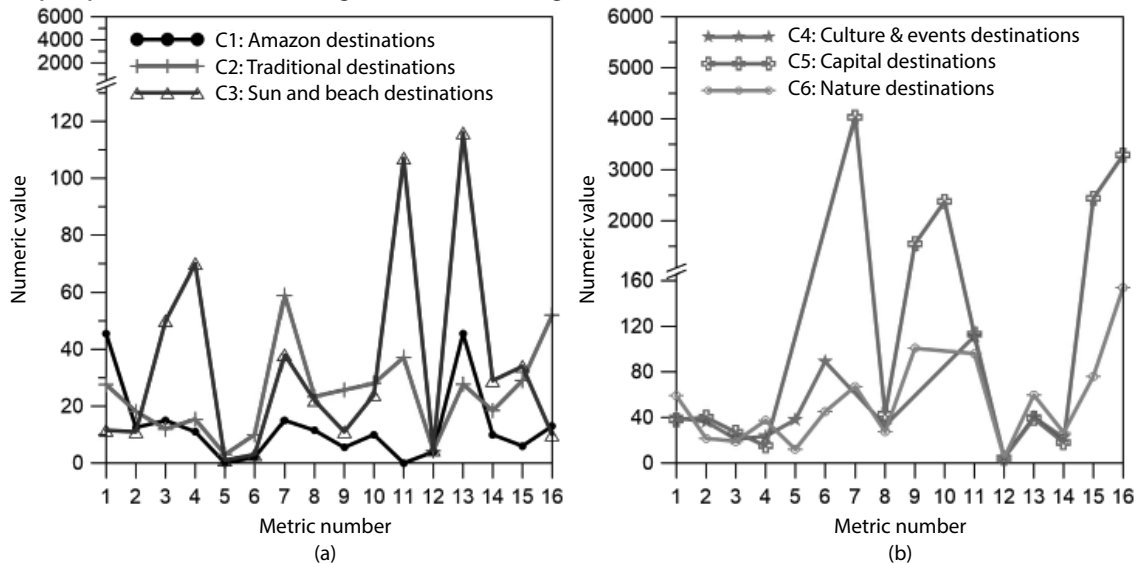 6000
4000
2000
120
100
80
60
40
20
0
Numeric value
C1: Amazon destinations
C2: Traditional destinations
C3: Sun and beach destinations
1 2 3 4 5 6 7 8 9 10 11 12 13 14 15 16
Metric number
(a)
6000
5000
4000
3000
2000
160
120
80
40
0
Numeric value
C4: Culture & events destinations
C5: Capital destinations
C6: Nature destinations
1 2 3 4 5 7 8 9 10 11 12 13 14 15 16
Metric number
(b)